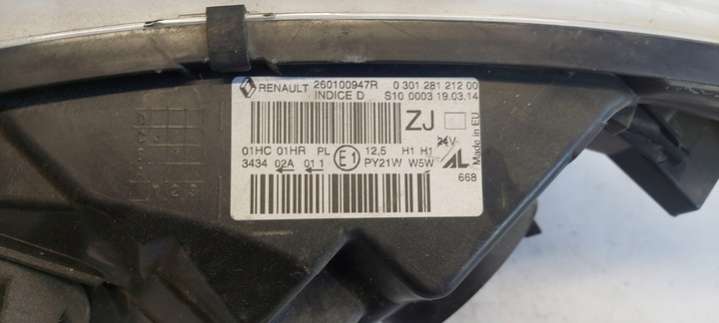 RENAULT 260100947R 0 301 281 212 00
INDICE D S10 0003 19.03.14
ZJ
Made in EU
01HC 01HR PL E1 12,5 H1 H1 24V
3434 02A 01 1 PY21W W5W AL
668